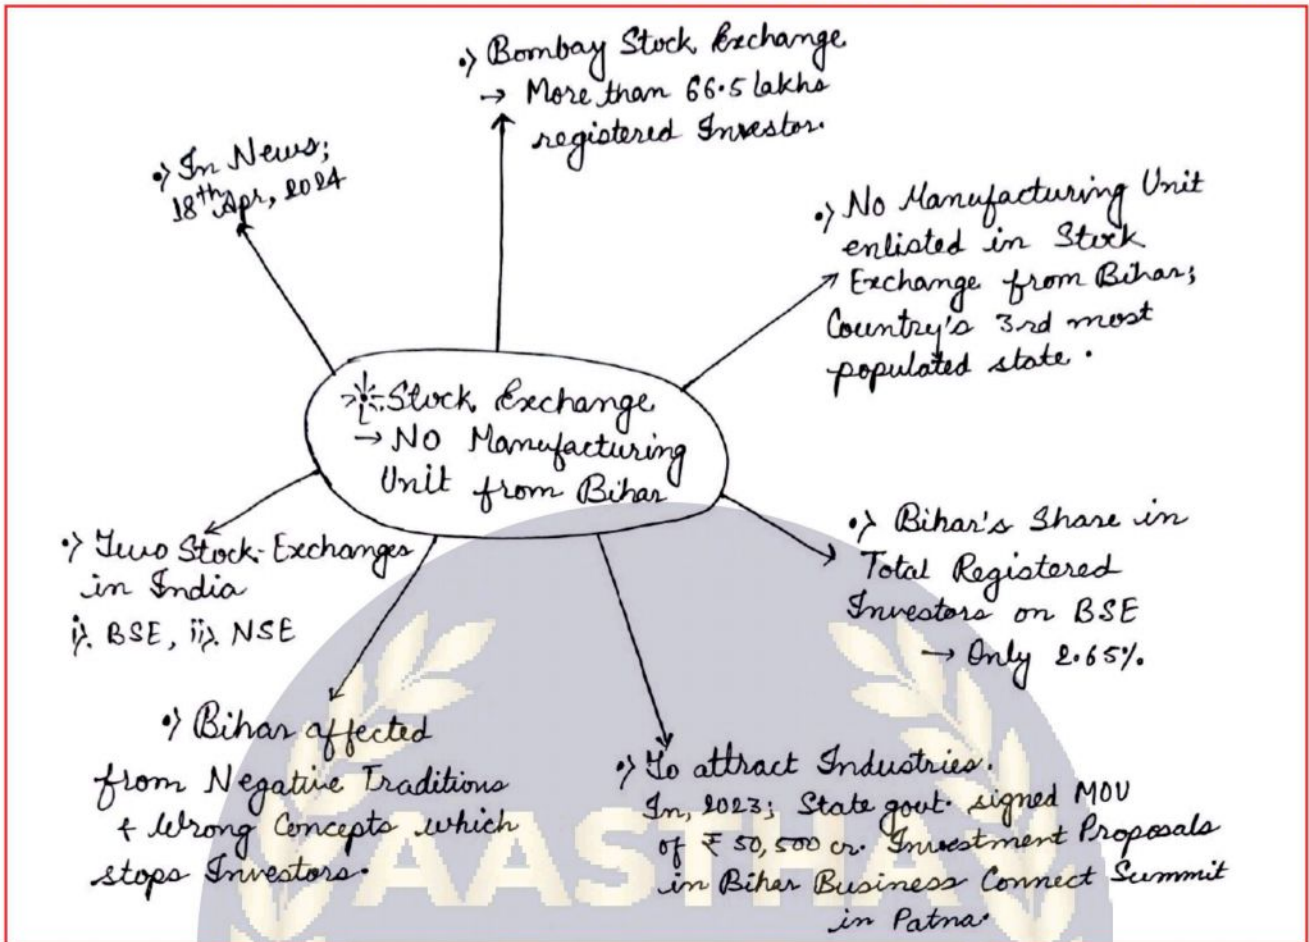 •> In News;
18th Apr, 2024
•> Bombay Stock Exchange
→ More than 66.5 lakhs
registered Investor.
•> No Manufacturing Unit
enlisted in Stock
Exchange from Bihar;
Country's 3rd most
populated state.
Stock Exchange
→ No Manufacturing
Unit from Bihar
•> Two Stock-Exchanges
in India
i). BSE, ii). NSE
•> Bihar's Share in
Total Registered
Investors on BSE
→ Only 2.65%.
•> Bihar affected
from Negative Traditions
+ Wrong Concepts which
stops Investors.
•> To attract Industries.
In, 2023; State govt. signed MOU
of ₹ 50,500 cr. Investment Proposals
in Bihar Business Connect Summit
in Patna.
AASTHA